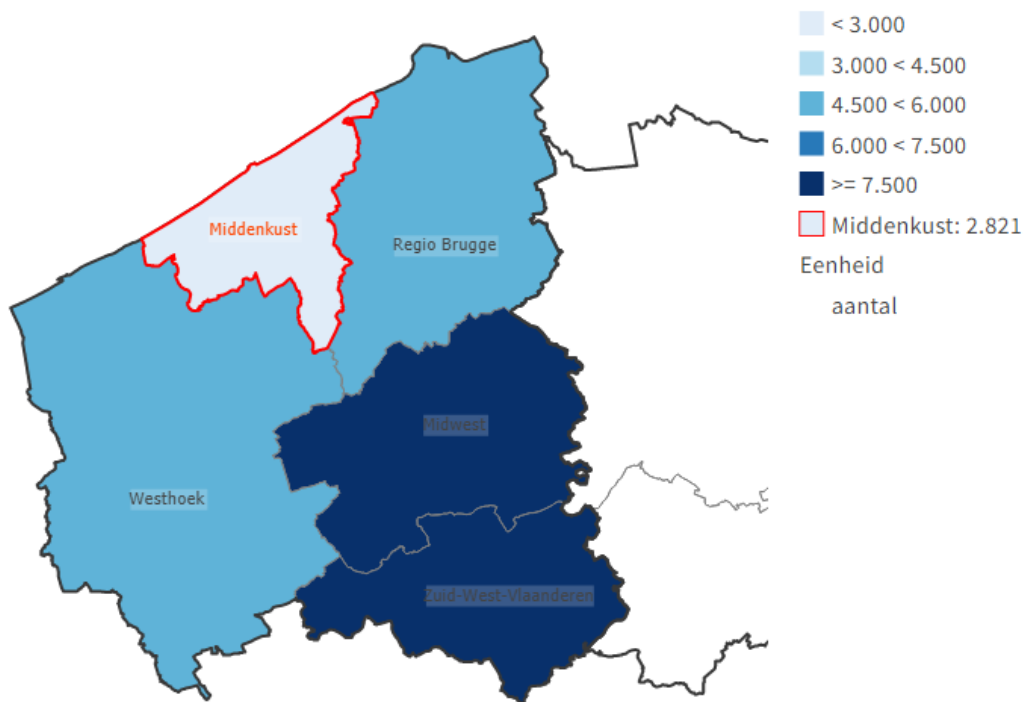 < 3.000
3.000 < 4.500
4.500 < 6.000
6.000 < 7.500
>= 7.500
Middenkust: 2.821
Eenheid
aantal
Middenkust
Regio Brugge
Midwest
Westhoek
Zuid-West-Vlaanderen